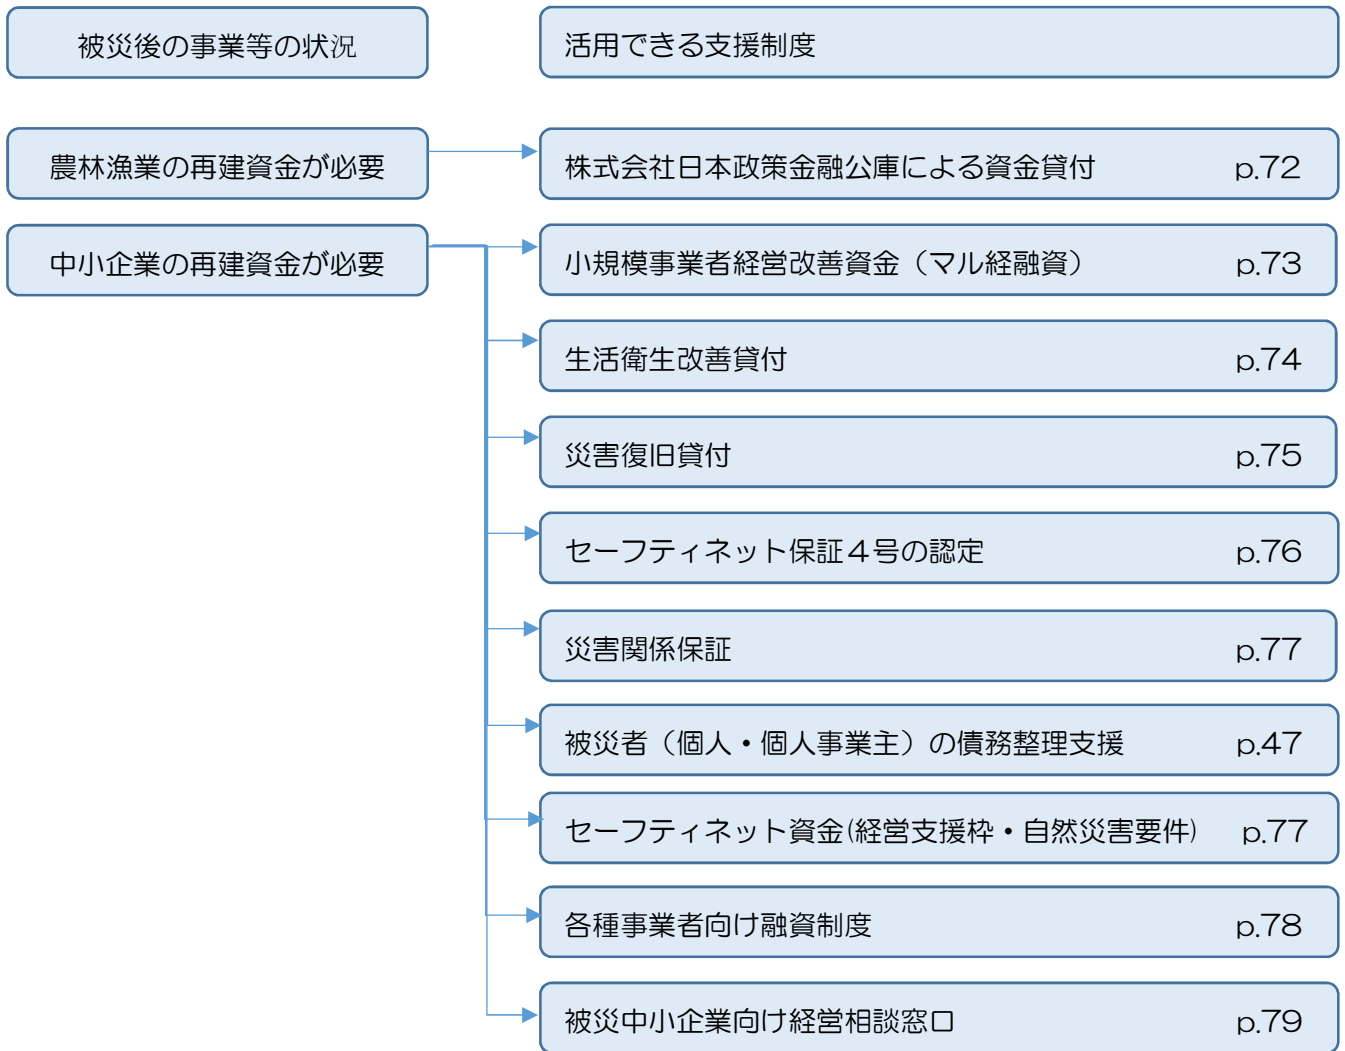 被災後の事業等の状況
活用できる支援制度
農林漁業の再建資金が必要
株式会社日本政策金融公庫による資金貸付 p.72
中小企業の再建資金が必要
小規模事業者経営改善資金（マル経融資） p.73
生活衛生改善貸付 p.74
災害復旧貸付 p.75
セーフティネット保証４号の認定 p.76
災害関係保証 p.77
被災者（個人・個人事業主）の債務整理支援 p.47
セーフティネット資金(経営支援枠・自然災害要件) p.77
各種事業者向け融資制度 p.78
被災中小企業向け経営相談窓口 p.79